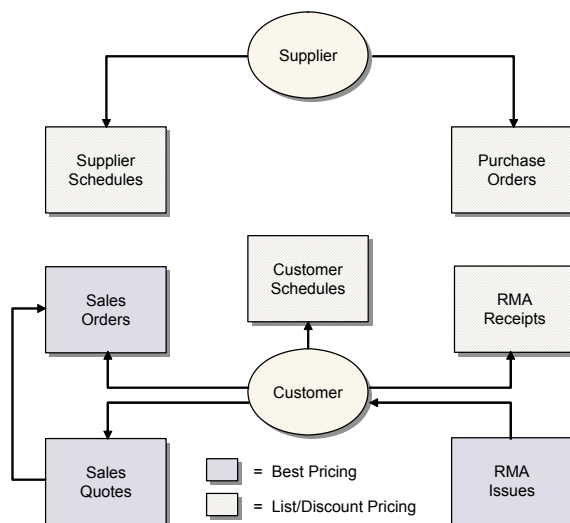 Supplier
Supplier
Schedules
Purchase
Orders
Customer
Schedules
Sales
Orders
RMA
Receipts
Customer
Sales
Quotes
= Best Pricing
= List/Discount Pricing
RMA
Issues